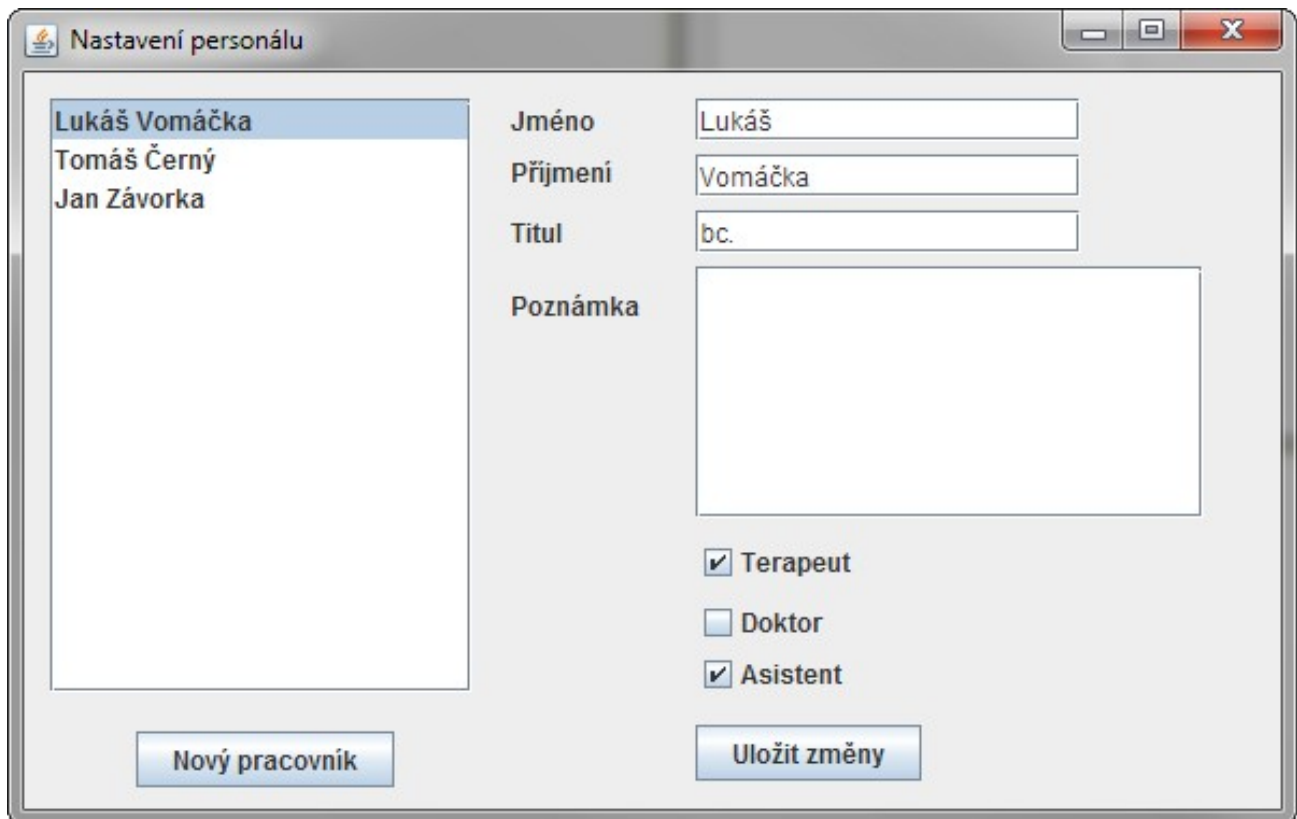 Nastavení personálu
Lukáš Vomáčka
Tomáš Černý
Jan Závorka
Nový pracovník
Jméno
Lukáš
Příjmení
Vomáčka
Titul
bc.
Poznámka
Terapeut
Doktor
Asistent
Uložit změny